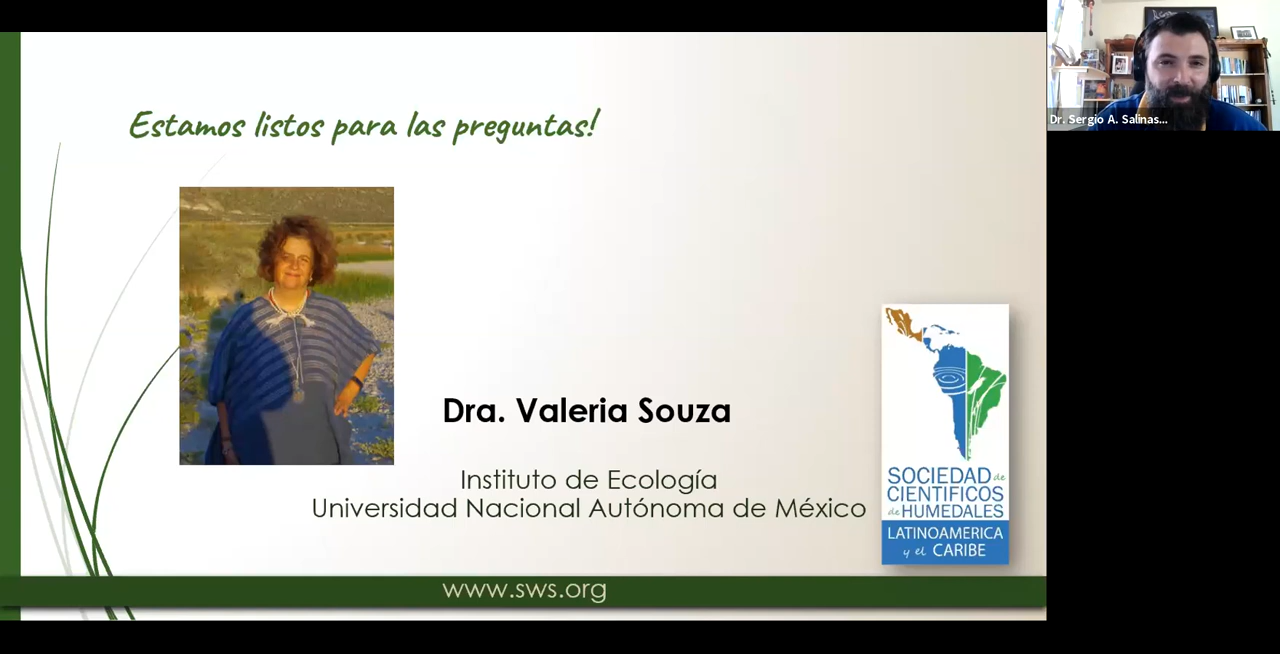 Estamos listos para las preguntas!
Dr. Sergio A. Salinas...
Dra. Valeria Souza
Instituto de Ecología
Universidad Nacional Autónoma de México
SOCIEDAD de
CIENTIFICOS
de HUMEDALES
LATINOAMERICA
y el CARIBE
www.sws.org